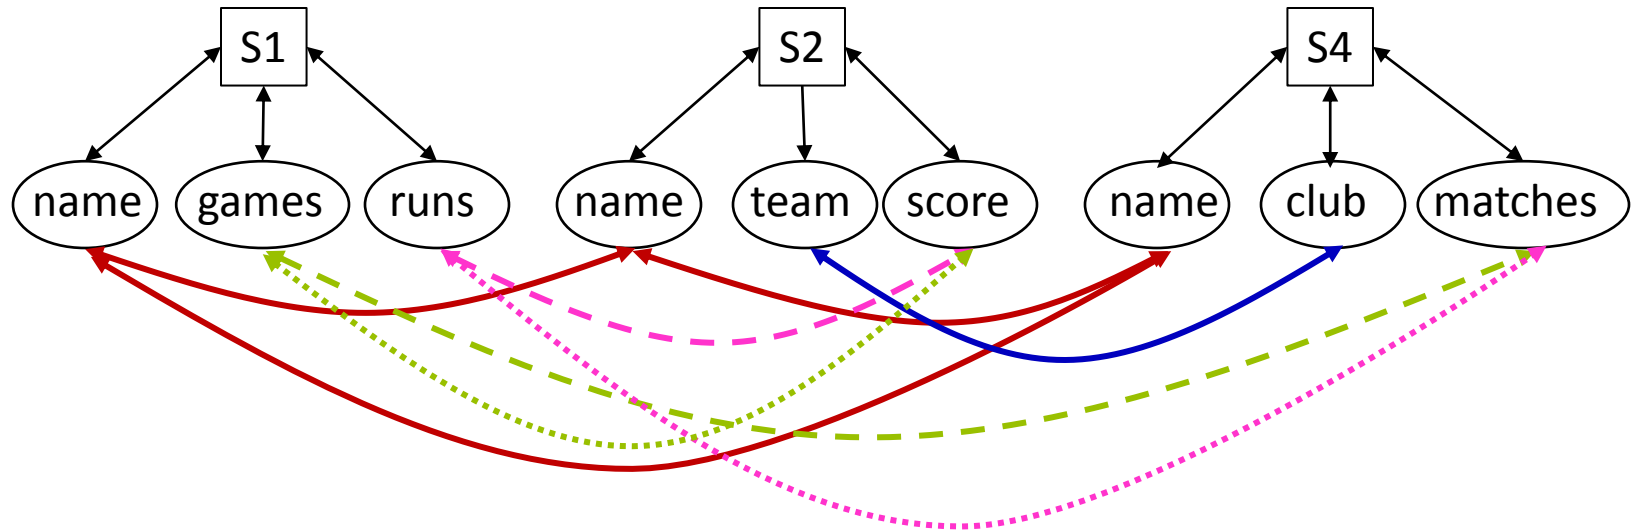 S1
S2
S4
name
games
runs
name
team
score
name
club
matches